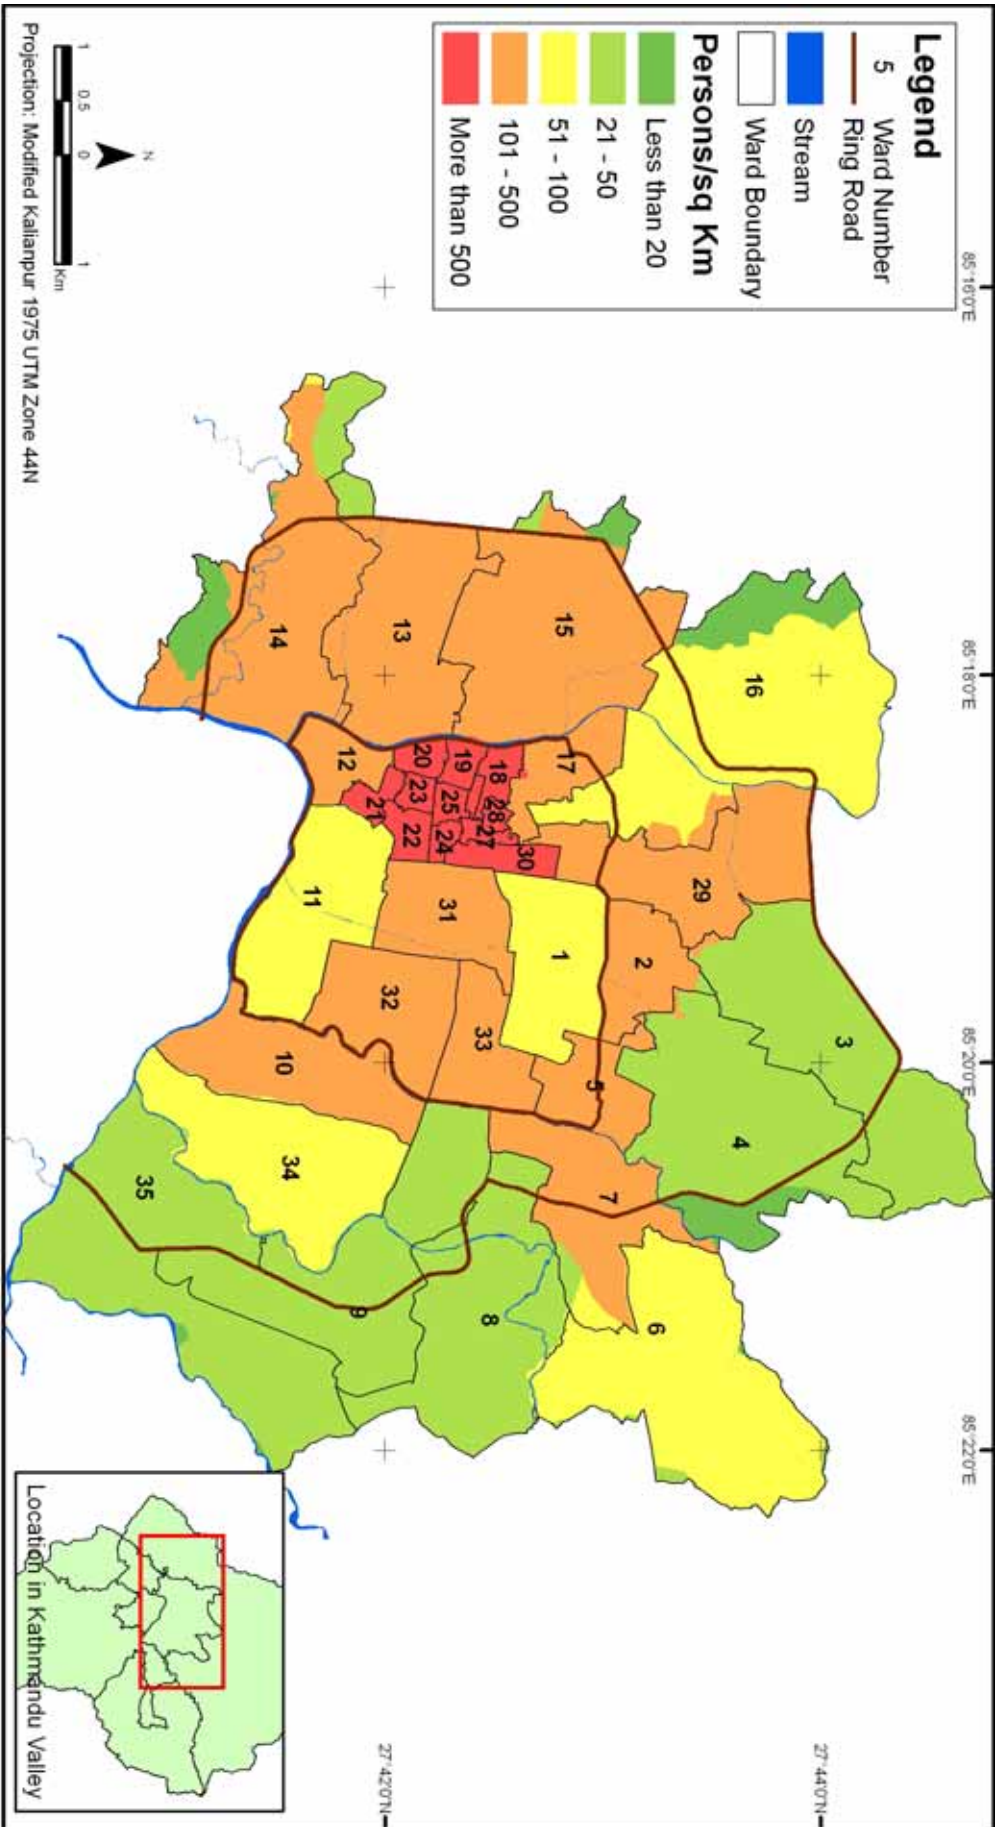 Legend
5 Ward Number
Ring Road
Stream
Ward Boundary
Persons/sq Km
Less than 20
21 - 50
51 - 100
101 - 500
More than 500
1 0.5 0 1
Km
N
Projection: Modified Kalianpur 1975 UTM Zone 44N
85°16'0"E
85°18'0"E
85°20'0"E
85°22'0"E
27°44'0"N
27°42'0"N
16
3
4
29
2
6
7
5
15
17
1
8
13
18
28
27
30
19
25
24
31
33
20
23
22
32
9
14
12
21
11
10
34
35
Location in Kathmandu Valley